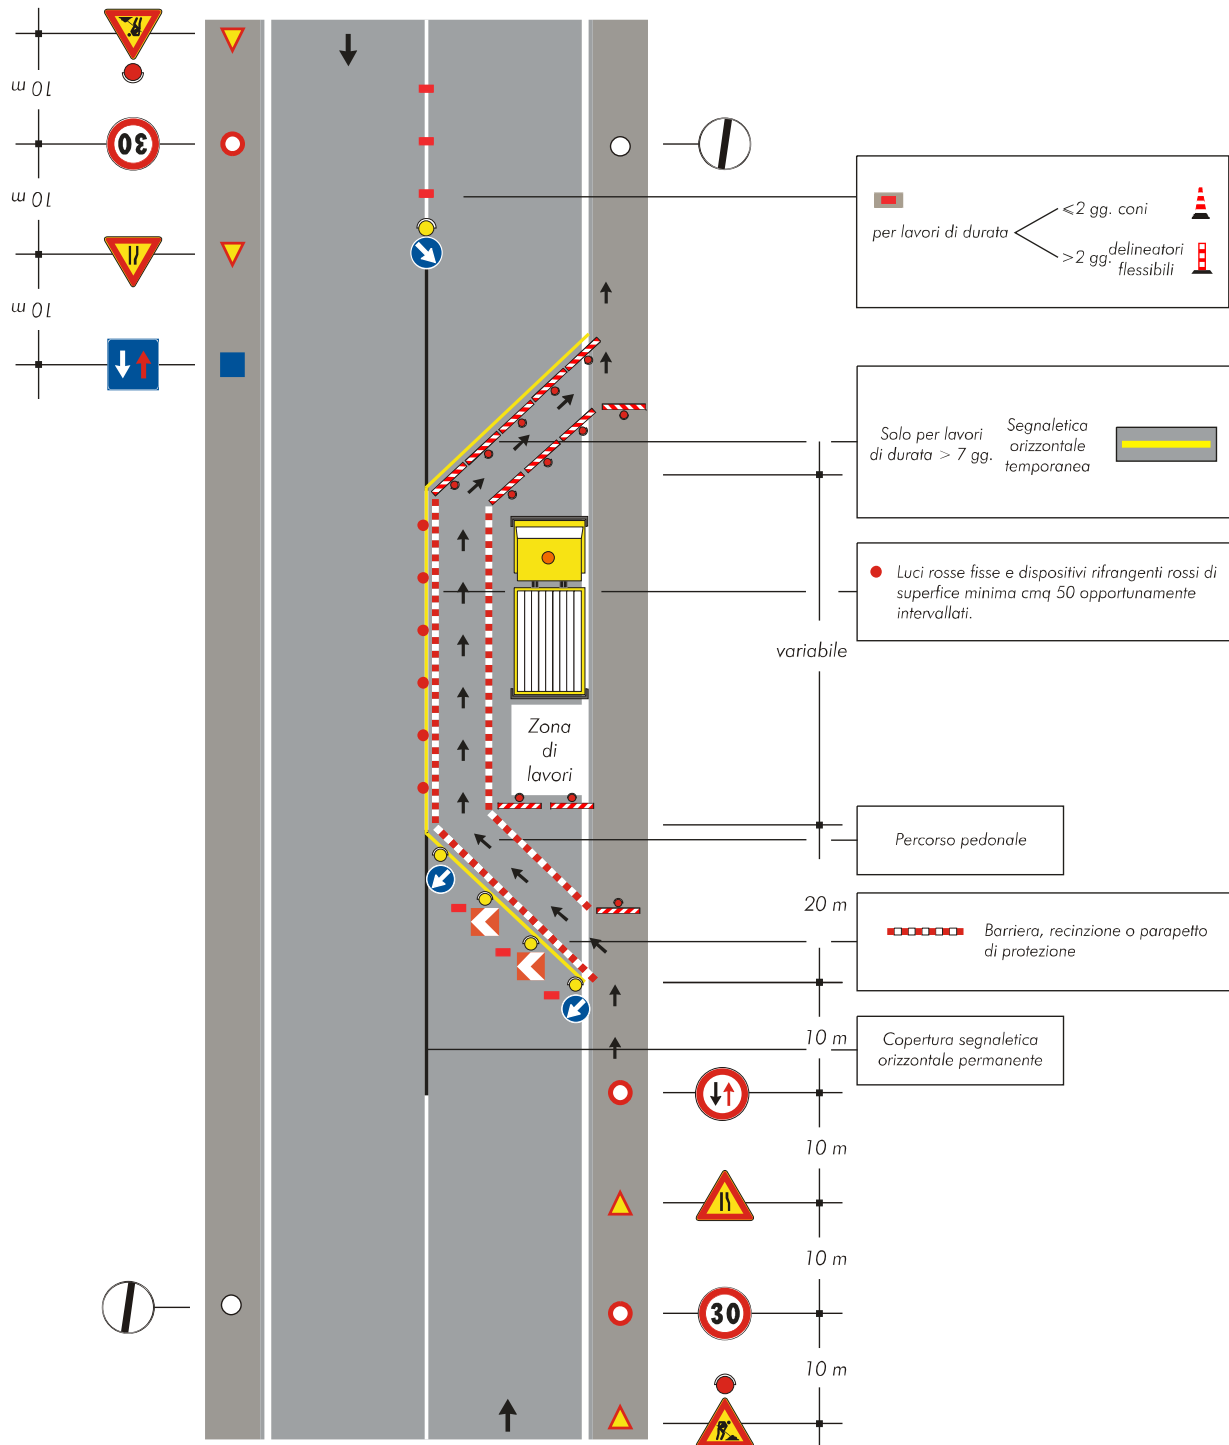 10 m
30
10 m
10 m
per lavori di durata
⩽2 gg. coni
>2 gg. delineatori
flessibili
Solo per lavori
di durata > 7 gg.
Segnaletica
orizzontale
temporanea
Luci rosse fisse e dispositivi rifrangenti rossi di
superfice minima cmq 50 opportunamente
intervallati.
variabile
Zona
di
lavori
Percorso pedonale
20 m
Barriera, recinzione o parapetto
di protezione
10 m
Copertura segnaletica
orizzontale permanente
10 m
10 m
30
10 m